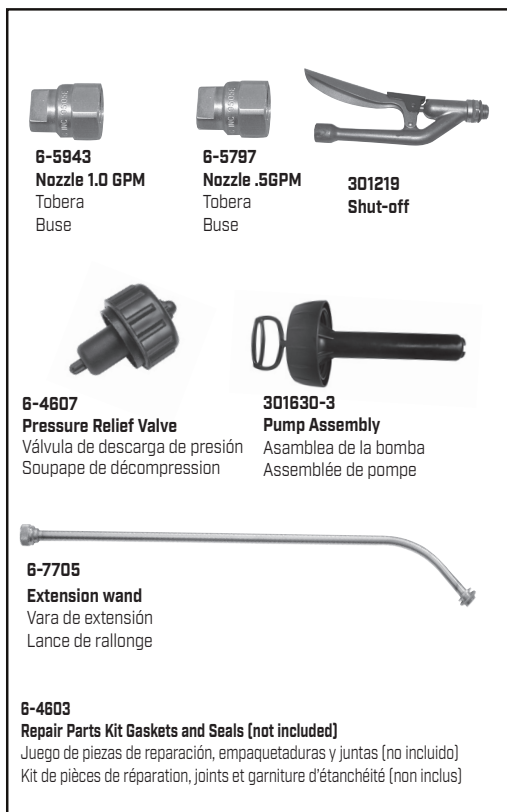 6-5943
Nozzle 1.0 GPM
Tobera
Buse
6-5797
Nozzle .5GPM
Tobera
Buse
301219
Shut-off
6-4607
Pressure Relief Valve
Válvula de descarga de presión
Soupape de décompression
301630-3
Pump Assembly
Asamblea de la bomba
Assemblée de pompe
6-7705
Extension wand
Vara de extensión
Lance de rallonge
6-4603
Repair Parts Kit Gaskets and Seals (not included)
Juego de piezas de reparación, empaquetaduras y juntas (no incluido)
Kit de pièces de réparation, joints et garniture d'étanchéité (non inclus)